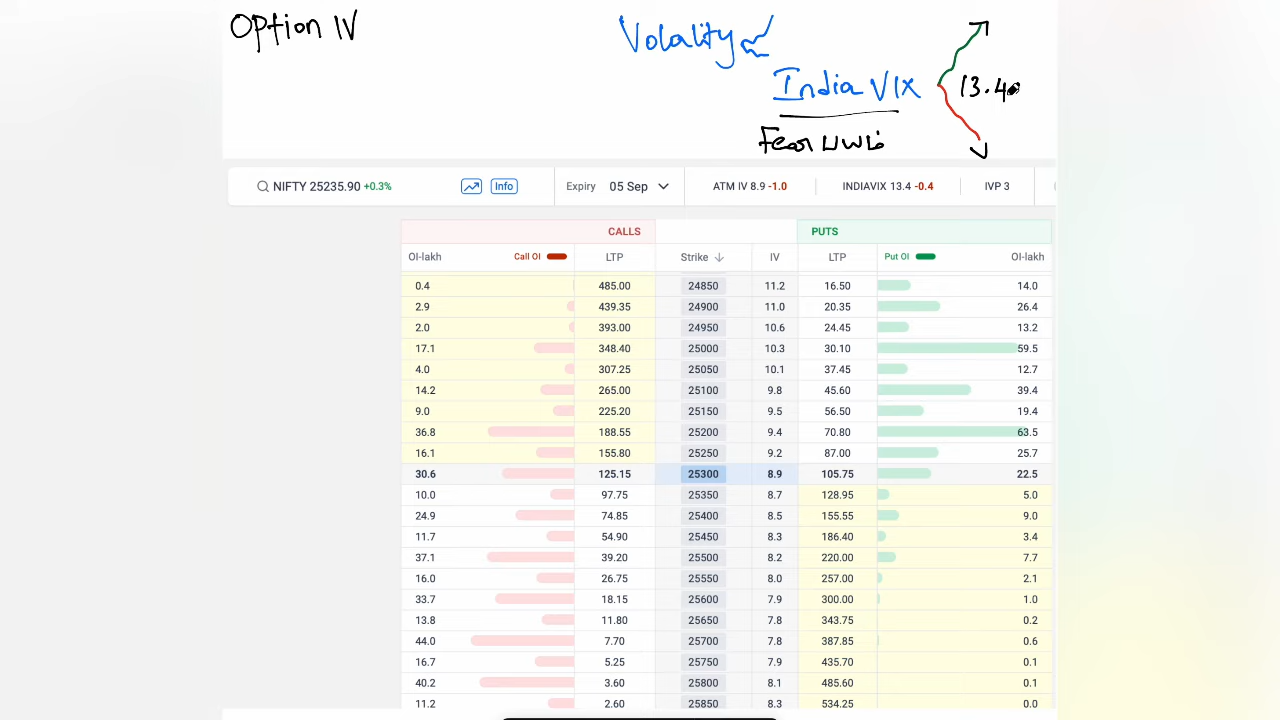 Option IV
Volality
India VIX
13.40
Fear
NIFTY 25235.90 +0.3% Info Expiry 05 Sep ATM IV 8.9 -1.0 INDIAVIX 13.4 -0.4 IVP 3
CALLS PUTS
OI-lakh Call OI LTP Strike ↓ IV LTP Put OI OI-lakh
0.4 485.00 24850 11.2 16.50 14.0
2.9 439.35 24900 11.0 20.35 26.4
2.0 393.00 24950 10.6 24.45 13.2
17.1 348.40 25000 10.3 30.10 59.5
4.0 307.25 25050 10.1 37.45 12.7
14.2 265.00 25100 9.8 45.60 39.4
9.0 225.20 25150 9.5 56.50 19.4
36.8 188.55 25200 9.4 70.80 63.5
16.1 155.80 25250 9.2 87.00 25.7
30.6 125.15 25300 8.9 105.75 22.5
10.0 97.75 25350 8.7 128.95 5.0
24.9 74.85 25400 8.5 155.55 9.0
11.7 54.90 25450 8.3 186.40 3.4
37.1 39.20 25500 8.2 220.00 7.7
16.0 26.75 25550 8.0 257.00 2.1
33.7 18.15 25600 7.9 300.00 1.0
13.8 11.80 25650 7.8 343.75 0.2
44.0 7.70 25700 7.8 387.85 0.6
16.7 5.25 25750 7.9 435.70 0.1
40.2 3.60 25800 8.1 485.60 0.1
11.2 2.60 25850 8.3 534.25 0.0